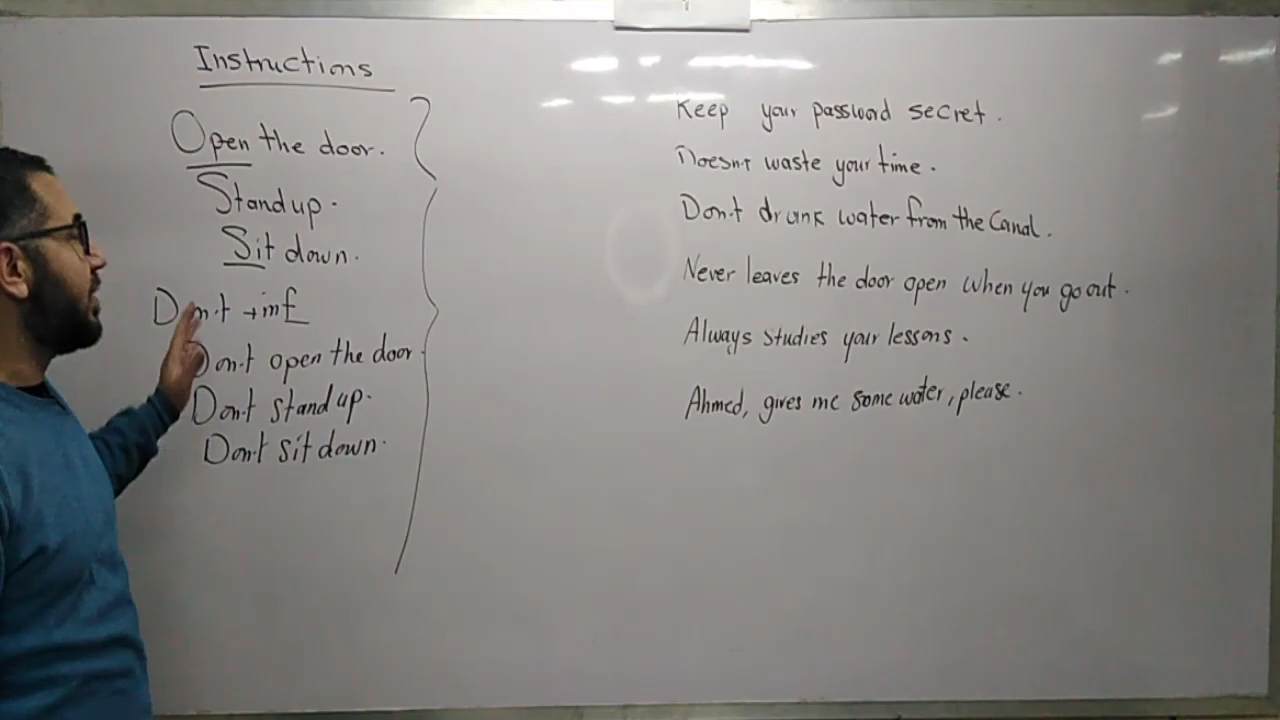 Instructions
Open the door.
Stand up.
Sit down.
Don't + inf
Don't open the door
Don't stand up.
Don't sit down.
Keep your password secret.
Doesn't waste your time.
Don't drunk water from the Canal.
Never leaves the door open when you go out.
Always studies your lessons.
Ahmed, gives me some water, please.